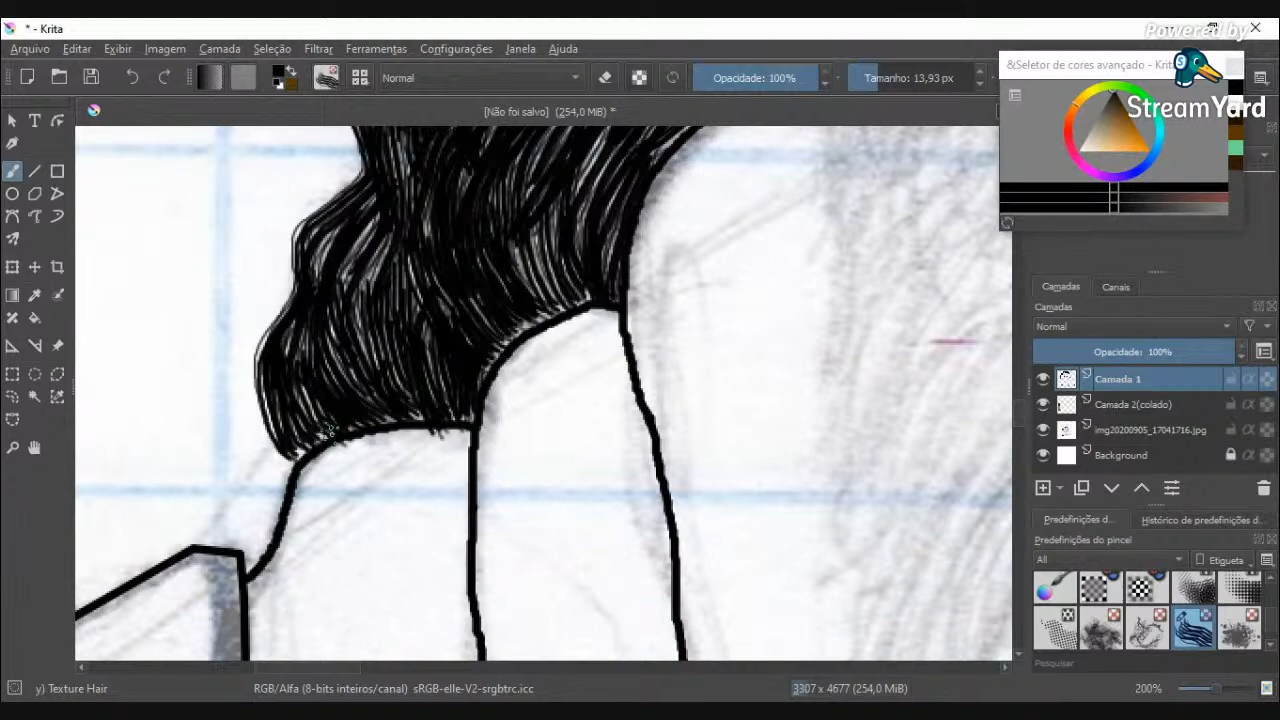 * - Krita
Powered by
Arquivo Editar Exibir Imagem Camada Seleção Filtrar Ferramentas Configurações Janela Ajuda
&Seletor de cores avançado - Krita
StreamYard
Normal
Opacidade: 100%
Tamanho: 13,93 px
[Não foi salvo] (254,0 MiB) *
Camadas Canais
Camadas
Normal
Opacidade: 100%
Camada 1
Camada 2(colado)
img20200905_17041716.jpg
Background
Predefinições d... Histórico de predefinições d...
Predefinições do pincel
All
Etiqueta
Pesquisar
y) Texture Hair
RGB/Alfa (8-bits inteiros/canal) sRGB-elle-V2-srgbtrc.icc
3307 x 4677 (254,0 MiB)
200%